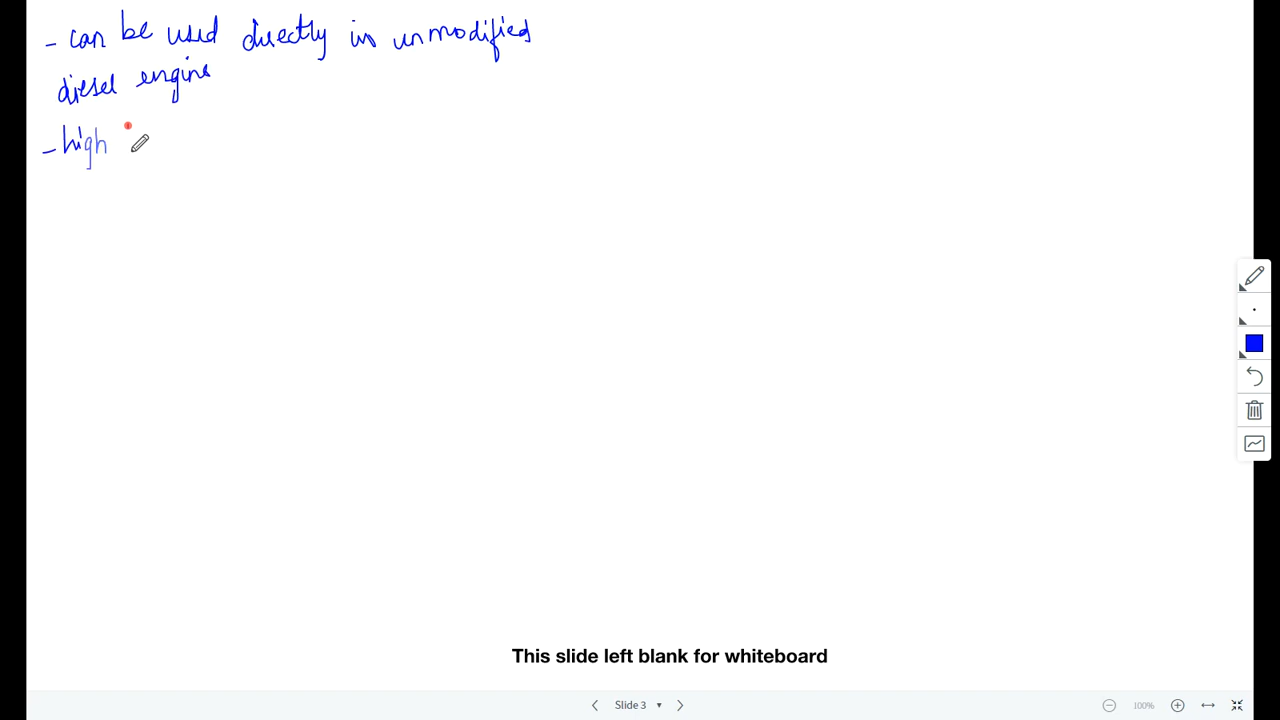 - can be used directly in unmodified
diesel engine
- high
This slide left blank for whiteboard
Slide 3
100%